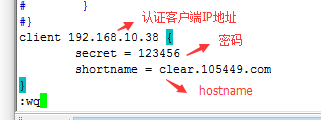 #        }
#}
认证客户端IP地址
client 192.168.10.38 {
密码
secret = 123456
shortname = clear.105449.com
}
hostname
:wq